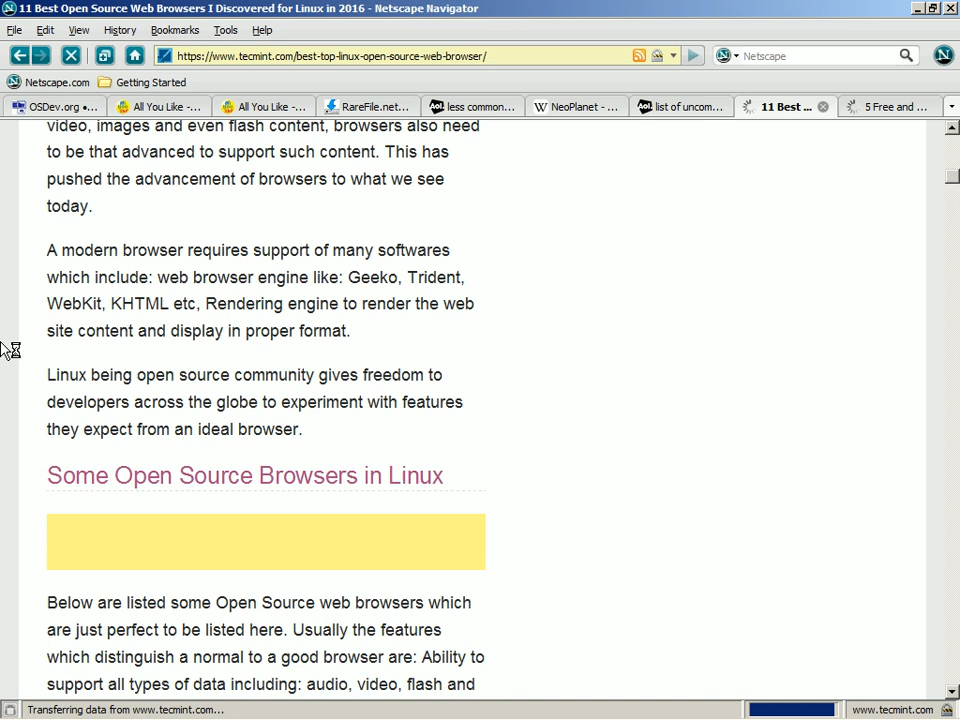 11 Best Open Source Web Browsers I Discovered for Linux in 2016 - Netscape Navigator
File Edit View History Bookmarks Tools Help
https://www.tecmint.com/best-top-linux-open-source-web-browser/
Netscape
Netscape.com Getting Started
OSDev.org •... All You Like -... All You Like -... RareFile.net... less common... NeoPlanet - ... list of uncom... 11 Best ... 5 Free and ...
video, images and even flash content, browsers also need
to be that advanced to support such content. This has
pushed the advancement of browsers to what we see
today.
A modern browser requires support of many softwares
which include: web browser engine like: Geeko, Trident,
WebKit, KHTML etc, Rendering engine to render the web
site content and display in proper format.
Linux being open source community gives freedom to
developers across the globe to experiment with features
they expect from an ideal browser.
Some Open Source Browsers in Linux
Below are listed some Open Source web browsers which
are just perfect to be listed here. Usually the features
which distinguish a normal to a good browser are: Ability to
support all types of data including: audio, video, flash and
Transferring data from www.tecmint.com... www.tecmint.com